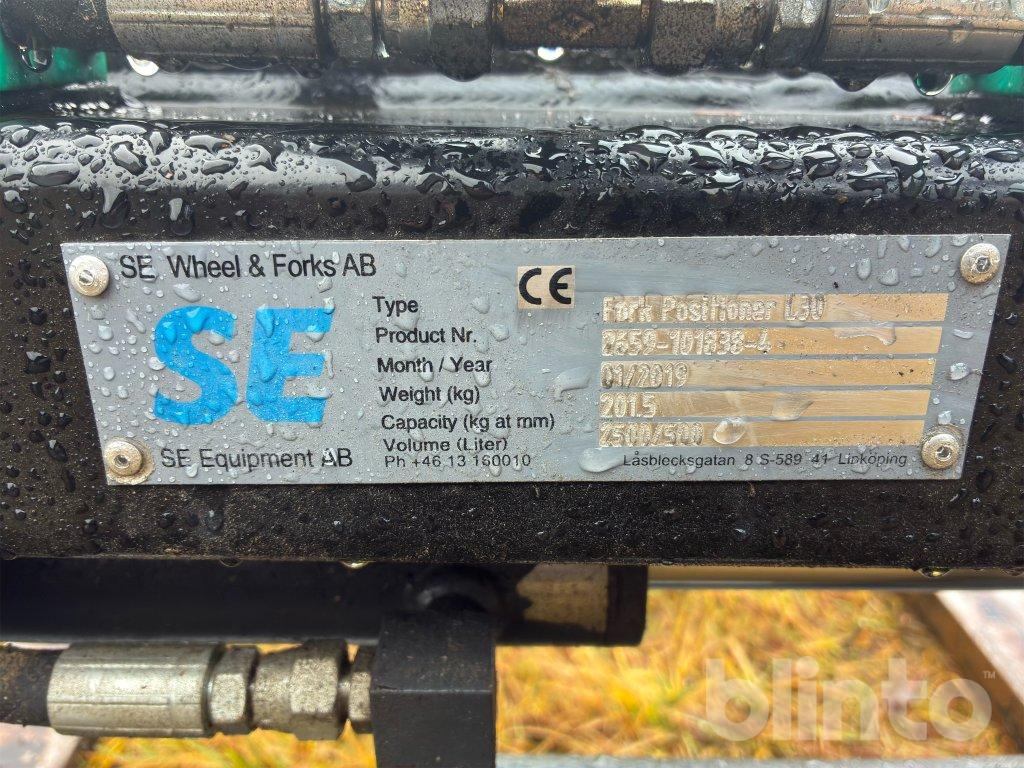 SE Wheel & Forks AB
CE
SE
Type Fork Positioner L30
Product Nr. 2659-101838-4
Month / Year 01/2019
Weight (kg) 201.5
Capacity (kg at mm) 2500/500
Volume (Liter)
SE Equipment AB Ph +46 13 160010 Låsblecksgatan 8 S-589 41 Linköping
blinto™